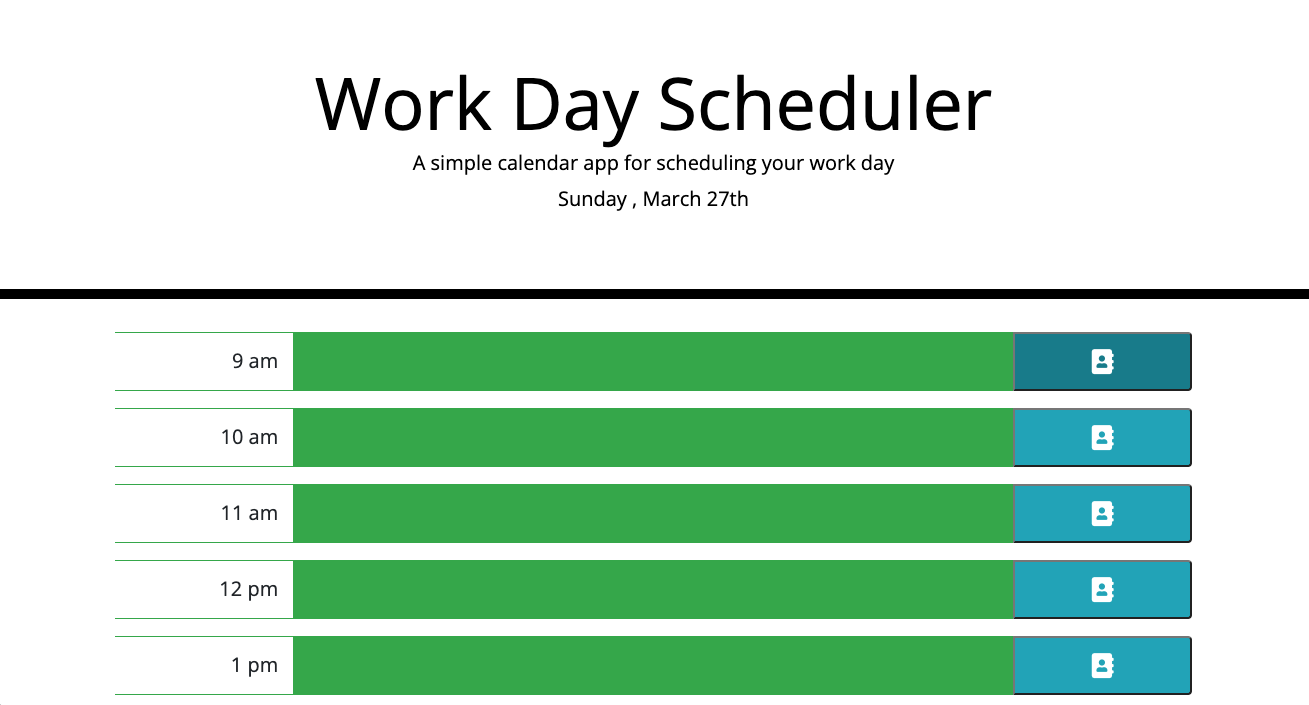 Work Day Scheduler
A simple calendar app for scheduling your work day
Sunday , March 27th
9 am
10 am
11 am
12 pm
1 pm